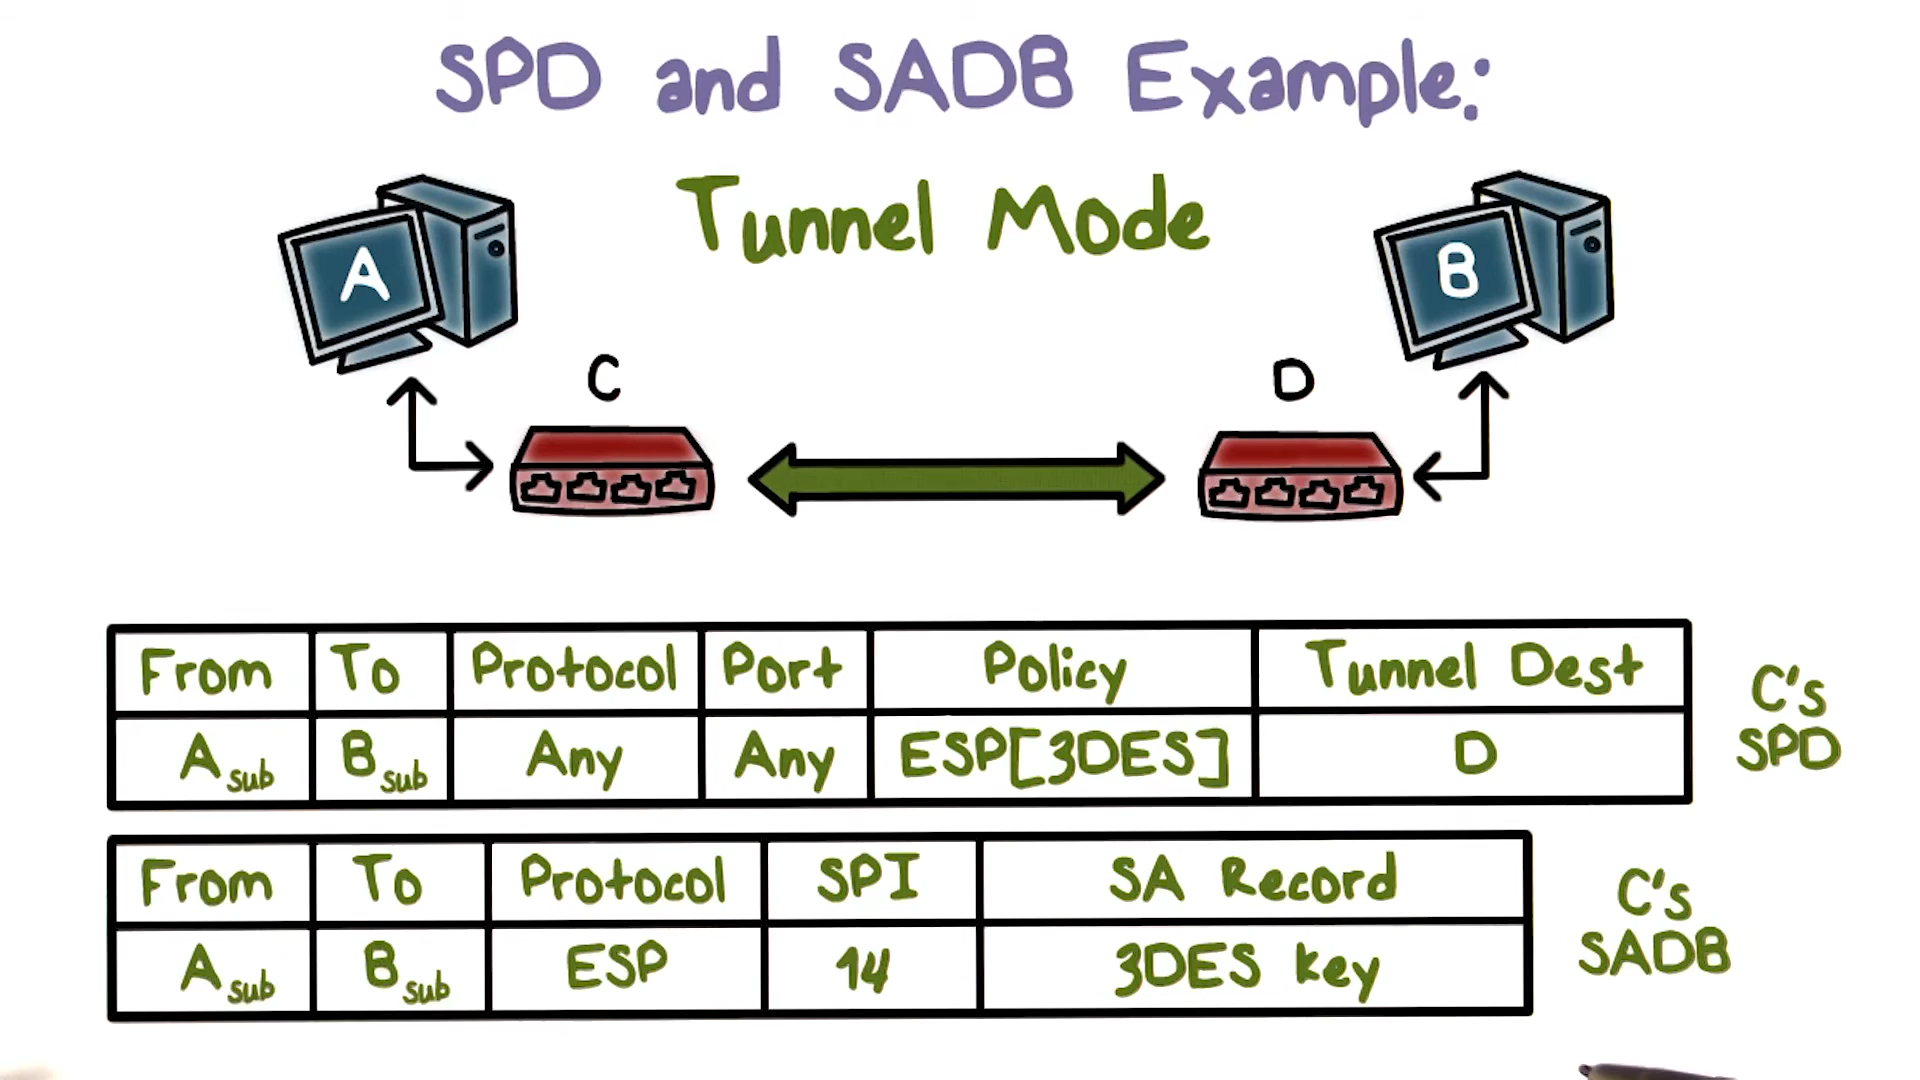 SPD and SADB Example:
Tunnel Mode
A
B
C
D
From To Protocol Port Policy Tunnel Dest
A sub B sub Any Any ESP[3DES] D
C's
SPD
From To Protocol SPI SA Record
A sub B sub ESP 14 3DES key
C's
SADB